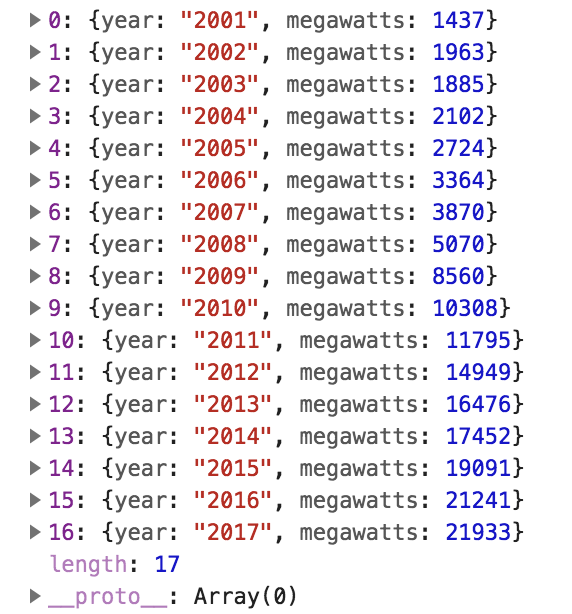 0: {year: "2001", megawatts: 1437}
1: {year: "2002", megawatts: 1963}
2: {year: "2003", megawatts: 1885}
3: {year: "2004", megawatts: 2102}
4: {year: "2005", megawatts: 2724}
5: {year: "2006", megawatts: 3364}
6: {year: "2007", megawatts: 3870}
7: {year: "2008", megawatts: 5070}
8: {year: "2009", megawatts: 8560}
9: {year: "2010", megawatts: 10308}
10: {year: "2011", megawatts: 11795}
11: {year: "2012", megawatts: 14949}
12: {year: "2013", megawatts: 16476}
13: {year: "2014", megawatts: 17452}
14: {year: "2015", megawatts: 19091}
15: {year: "2016", megawatts: 21241}
16: {year: "2017", megawatts: 21933}
length: 17
__proto__: Array(0)